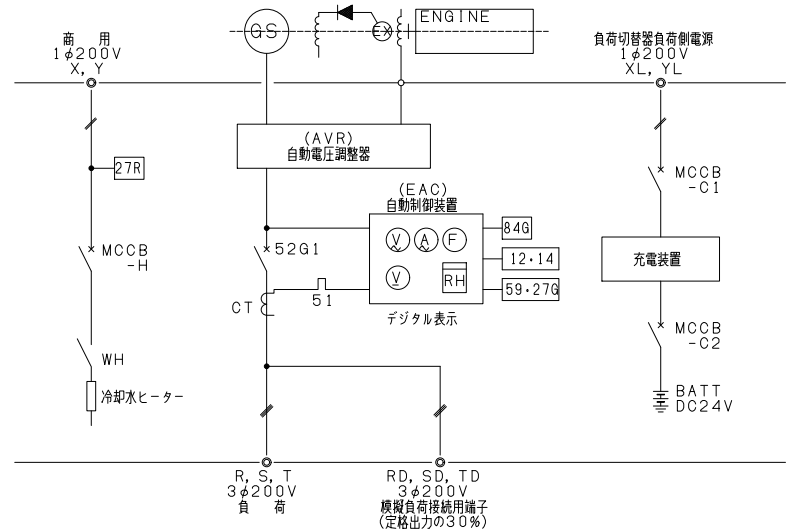 GS
EX
ENGINE
商 用
1φ200V
X, Y
27R
MCCB
-H
WH
冷却水ヒーター
(AVR)
自動電圧調整器
(EAC)
自動制御装置
52G1
CT
51
V
A
F
V
RH
84G
12・14
59・27G
デジタル表示
R, S, T
3φ200V
負 荷
RD, SD, TD
3φ200V
模擬負荷接続用端子
(定格出力の30%)
負荷切替器負荷側電源
1φ200V
XL, YL
MCCB
-C1
充電装置
MCCB
-C2
BATT
DC24V